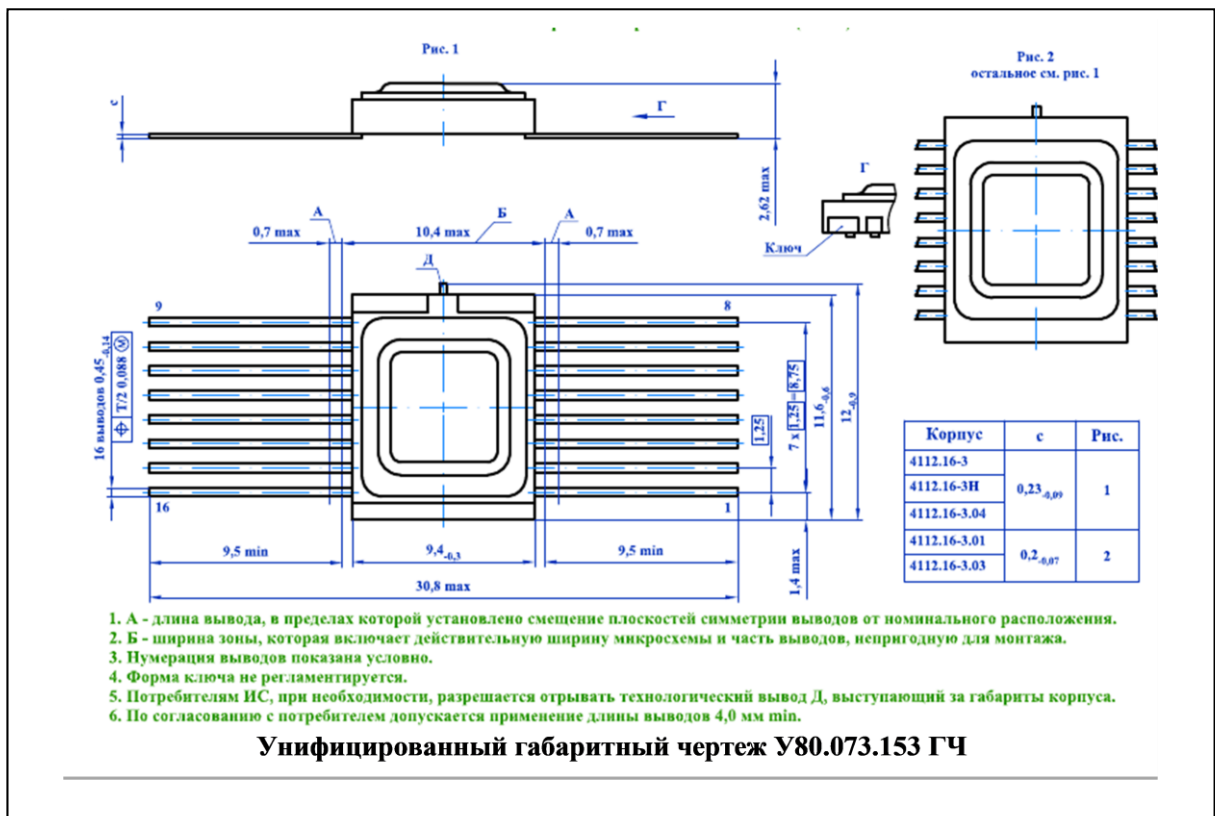 Рис. 1
Рис. 2
остальное см. рис. 1
с
Г
2,62 max
Г
Ключ
А
Б
А
0,7 max
10,4 max
0,7 max
Д
9
8
16 выводов 0,45-0,14
Т/2 0,088 М
1,25
7 x 1,25=8,75
11,6-0,6
12-0,9
16
1
9,5 min
9,4-0,3
9,5 min
1,4 max
30,8 max
Корпус с Рис.
4112.16-3
4112.16-3Н 0,23-0,09 1
4112.16-3.04
4112.16-3.01 0,2-0,07 2
4112.16-3.03
1. А - длина вывода, в пределах которой установлено смещение плоскостей симметрии выводов от номинального расположения.
2. Б - ширина зоны, которая включает действительную ширину микросхемы и часть выводов, непригодную для монтажа.
3. Нумерация выводов показана условно.
4. Форма ключа не регламентируется.
5. Потребителям ИС, при необходимости, разрешается отрывать технологический вывод Д, выступающий за габариты корпуса.
6. По согласованию с потребителем допускается применение длины выводов 4,0 мм min.
Унифицированный габаритный чертеж У80.073.153 ГЧ